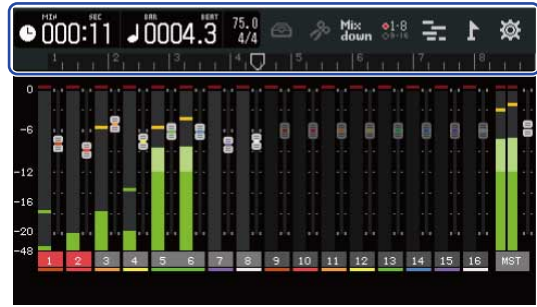 MIN SEC BAR BEAT
000:11 0004.3 75.0 4/4 Mix down 1-8 9-16
1 2 3 4 5 6 7 8
0
-6
-12
-16
-20
-48
1 2 3 4 5 6 7 8 9 10 11 12 13 14 15 16 MST